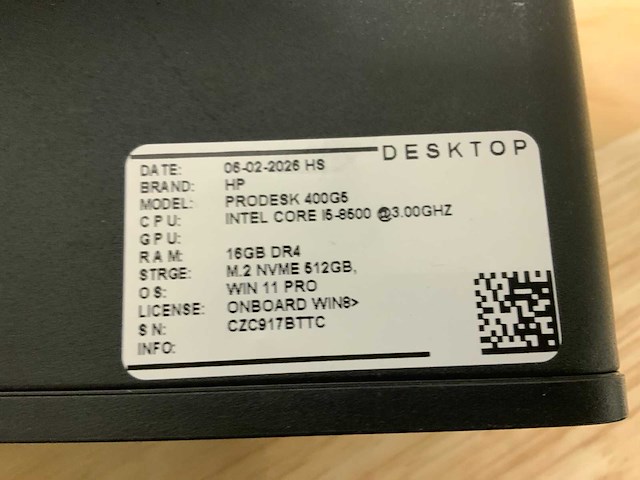 DESKTOP
DATE: 06-02-2026 HS
BRAND: HP
MODEL: PRODESK 400G5
CPU: INTEL CORE I5-8500 @3.00GHZ
GPU:
RAM: 16GB DR4
STRGE: M.2 NVME 512GB,
OS: WIN 11 PRO
LICENSE: ONBOARD WIN8>
SN: CZC917BTTC
INFO: